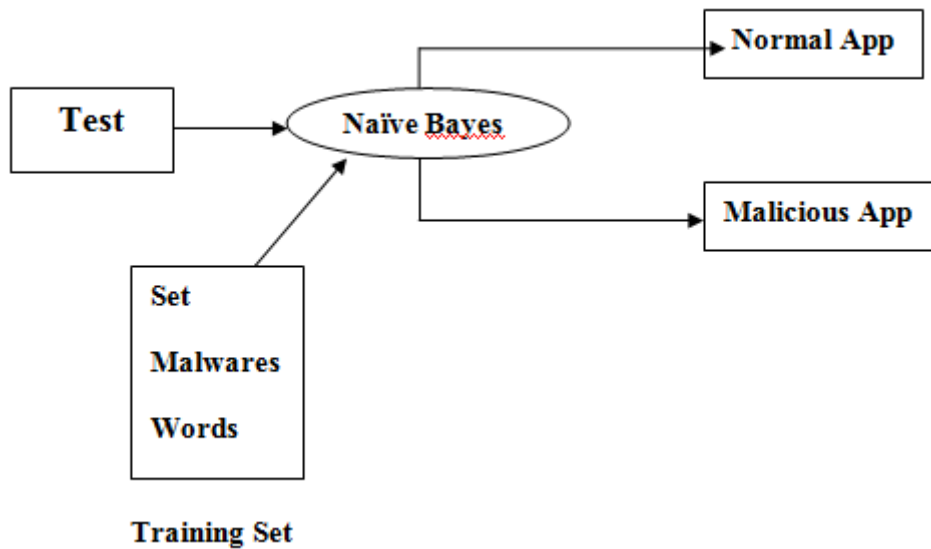 Normal App
Test
Naïve Bayes
Malicious App
Set
Malwares
Words
Training Set